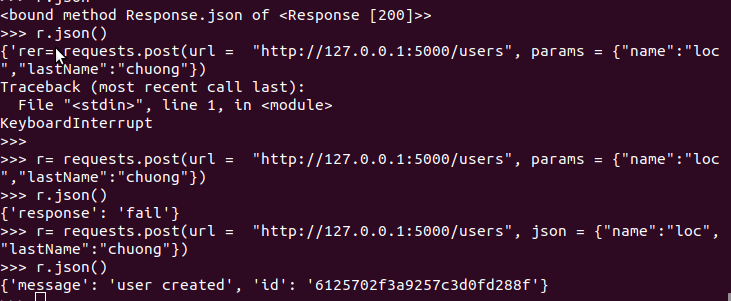 <bound method Response.json of <Response [200]>>
>>> r.json()
{'rer= requests.post(url =  "http://127.0.0.1:5000/users", params = {"name":"loc
","lastName":"chuong"})
Traceback (most recent call last):
  File "<stdin>", line 1, in <module>
KeyboardInterrupt
>>>
>>> r= requests.post(url =  "http://127.0.0.1:5000/users", params = {"name":"loc
","lastName":"chuong"})
>>> r.json()
{'response': 'fail'}
>>> r= requests.post(url =  "http://127.0.0.1:5000/users", json = {"name":"loc",
"lastName":"chuong"})
>>> r.json()
{'message': 'user created', 'id': '6125702f3a9257c3d0fd288f'}